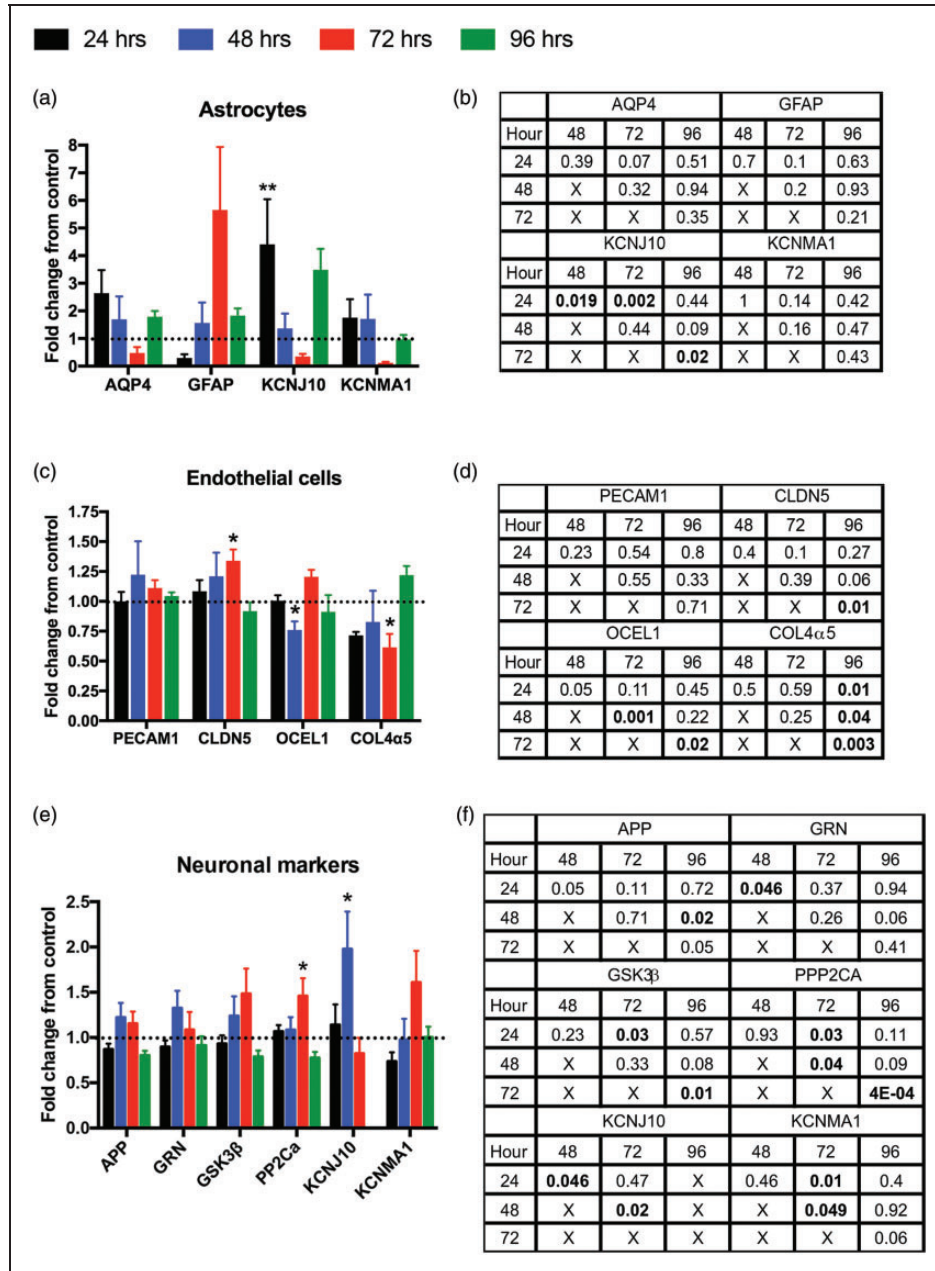 24 hrs 48 hrs 72 hrs 96 hrs
(a)
Astrocytes
Fold change from control
8
7
6
5
4
3
2
1
0
**
AQP4 GFAP KCNJ10 KCNMA1
(b)
AQP4 GFAP
Hour 48 72 96 48 72 96
24 0.39 0.07 0.51 0.7 0.1 0.63
48 X 0.32 0.94 X 0.2 0.93
72 X X 0.35 X X 0.21
KCNJ10 KCNMA1
Hour 48 72 96 48 72 96
24 0.019 0.002 0.44 1 0.14 0.42
48 X 0.44 0.09 X 0.16 0.47
72 X X 0.02 X X 0.43
(c)
Endothelial cells
Fold change from control
1.75
1.50
1.25
1.00
0.75
0.50
0.25
0.00
*
*
*
PECAM1 CLDN5 OCEL1 COL4α5
(d)
PECAM1 CLDN5
Hour 48 72 96 48 72 96
24 0.23 0.54 0.8 0.4 0.1 0.27
48 X 0.55 0.33 X 0.39 0.06
72 X X 0.71 X X 0.01
OCEL1 COL4α5
Hour 48 72 96 48 72 96
24 0.05 0.11 0.45 0.5 0.59 0.01
48 X 0.001 0.22 X 0.25 0.04
72 X X 0.02 X X 0.003
(e)
Neuronal markers
Fold change from control
2.5
2.0
1.5
1.0
0.5
0.0
*
*
APP GRN GSK3β PP2Ca KCNJ10 KCNMA1
(f)
APP GRN
Hour 48 72 96 48 72 96
24 0.05 0.11 0.72 0.046 0.37 0.94
48 X 0.71 0.02 X 0.26 0.06
72 X X 0.05 X X 0.41
GSK3β PPP2CA
Hour 48 72 96 48 72 96
24 0.23 0.03 0.57 0.93 0.03 0.11
48 X 0.33 0.08 X 0.04 0.09
72 X X 0.01 X X 4E-04
KCNJ10 KCNMA1
Hour 48 72 96 48 72 96
24 0.046 0.47 X 0.46 0.01 0.4
48 X 0.02 X X 0.049 0.92
72 X X X X X 0.06